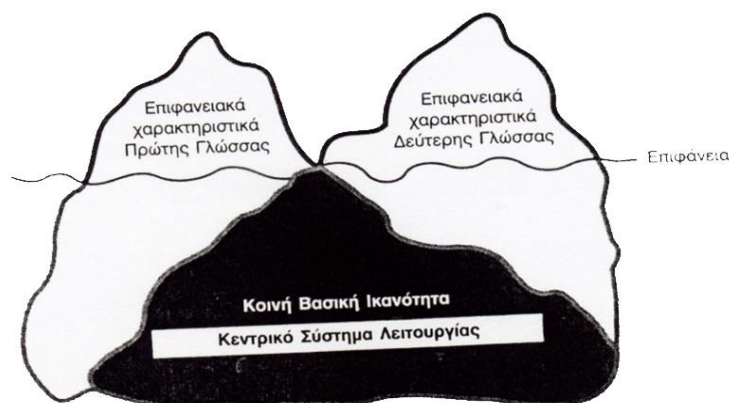 Επιφανειακά
χαρακτηριστικά
Πρώτης Γλώσσας
Επιφανειακά
χαρακτηριστικά
Δεύτερης Γλώσσας
Επιφάνεια
Κοινή Βασική Ικανότητα
Κεντρικό Σύστημα Λειτουργίας